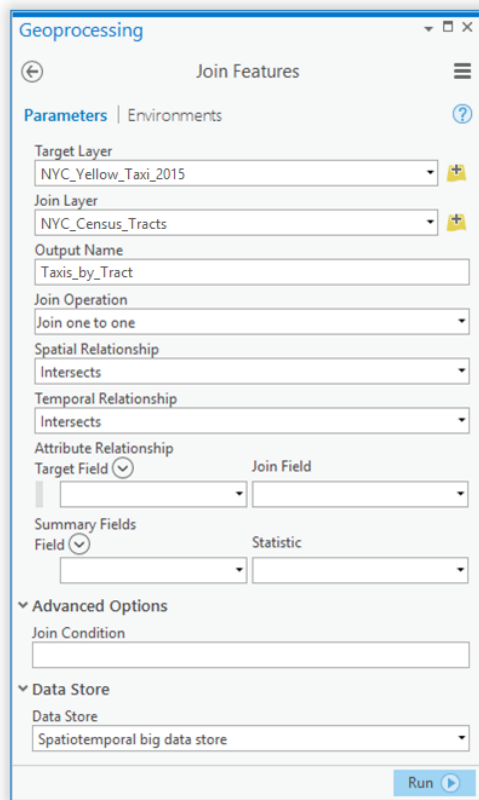 Geoprocessing
Join Features
Parameters | Environments
Target Layer
NYC_Yellow_Taxi_2015
Join Layer
NYC_Census_Tracts
Output Name
Taxis_by_Tract
Join Operation
Join one to one
Spatial Relationship
Intersects
Temporal Relationship
Intersects
Attribute Relationship
Target Field Join Field
Summary Fields
Field Statistic
Advanced Options
Join Condition
Data Store
Data Store
Spatiotemporal big data store
Run